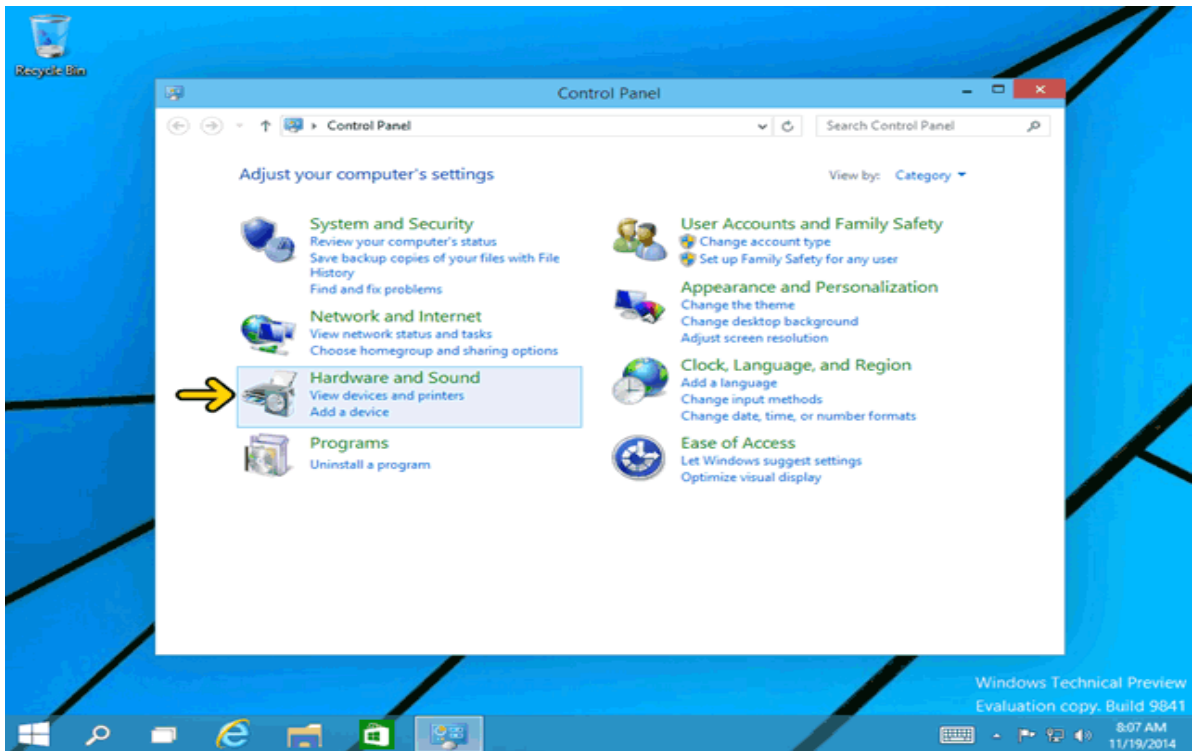 Recycle Bin
Control Panel
Control Panel
Search Control Panel
Adjust your computer's settings
View by: Category
System and Security
Review your computer's status
Save backup copies of your files with File
History
Find and fix problems
Network and Internet
View network status and tasks
Choose homegroup and sharing options
Hardware and Sound
View devices and printers
Add a device
Programs
Uninstall a program
User Accounts and Family Safety
Change account type
Set up Family Safety for any user
Appearance and Personalization
Change the theme
Change desktop background
Adjust screen resolution
Clock, Language, and Region
Add a language
Change input methods
Change date, time, or number formats
Ease of Access
Let Windows suggest settings
Optimize visual display
Windows Technical Preview
Evaluation copy. Build 9841
8:07 AM
11/19/2014